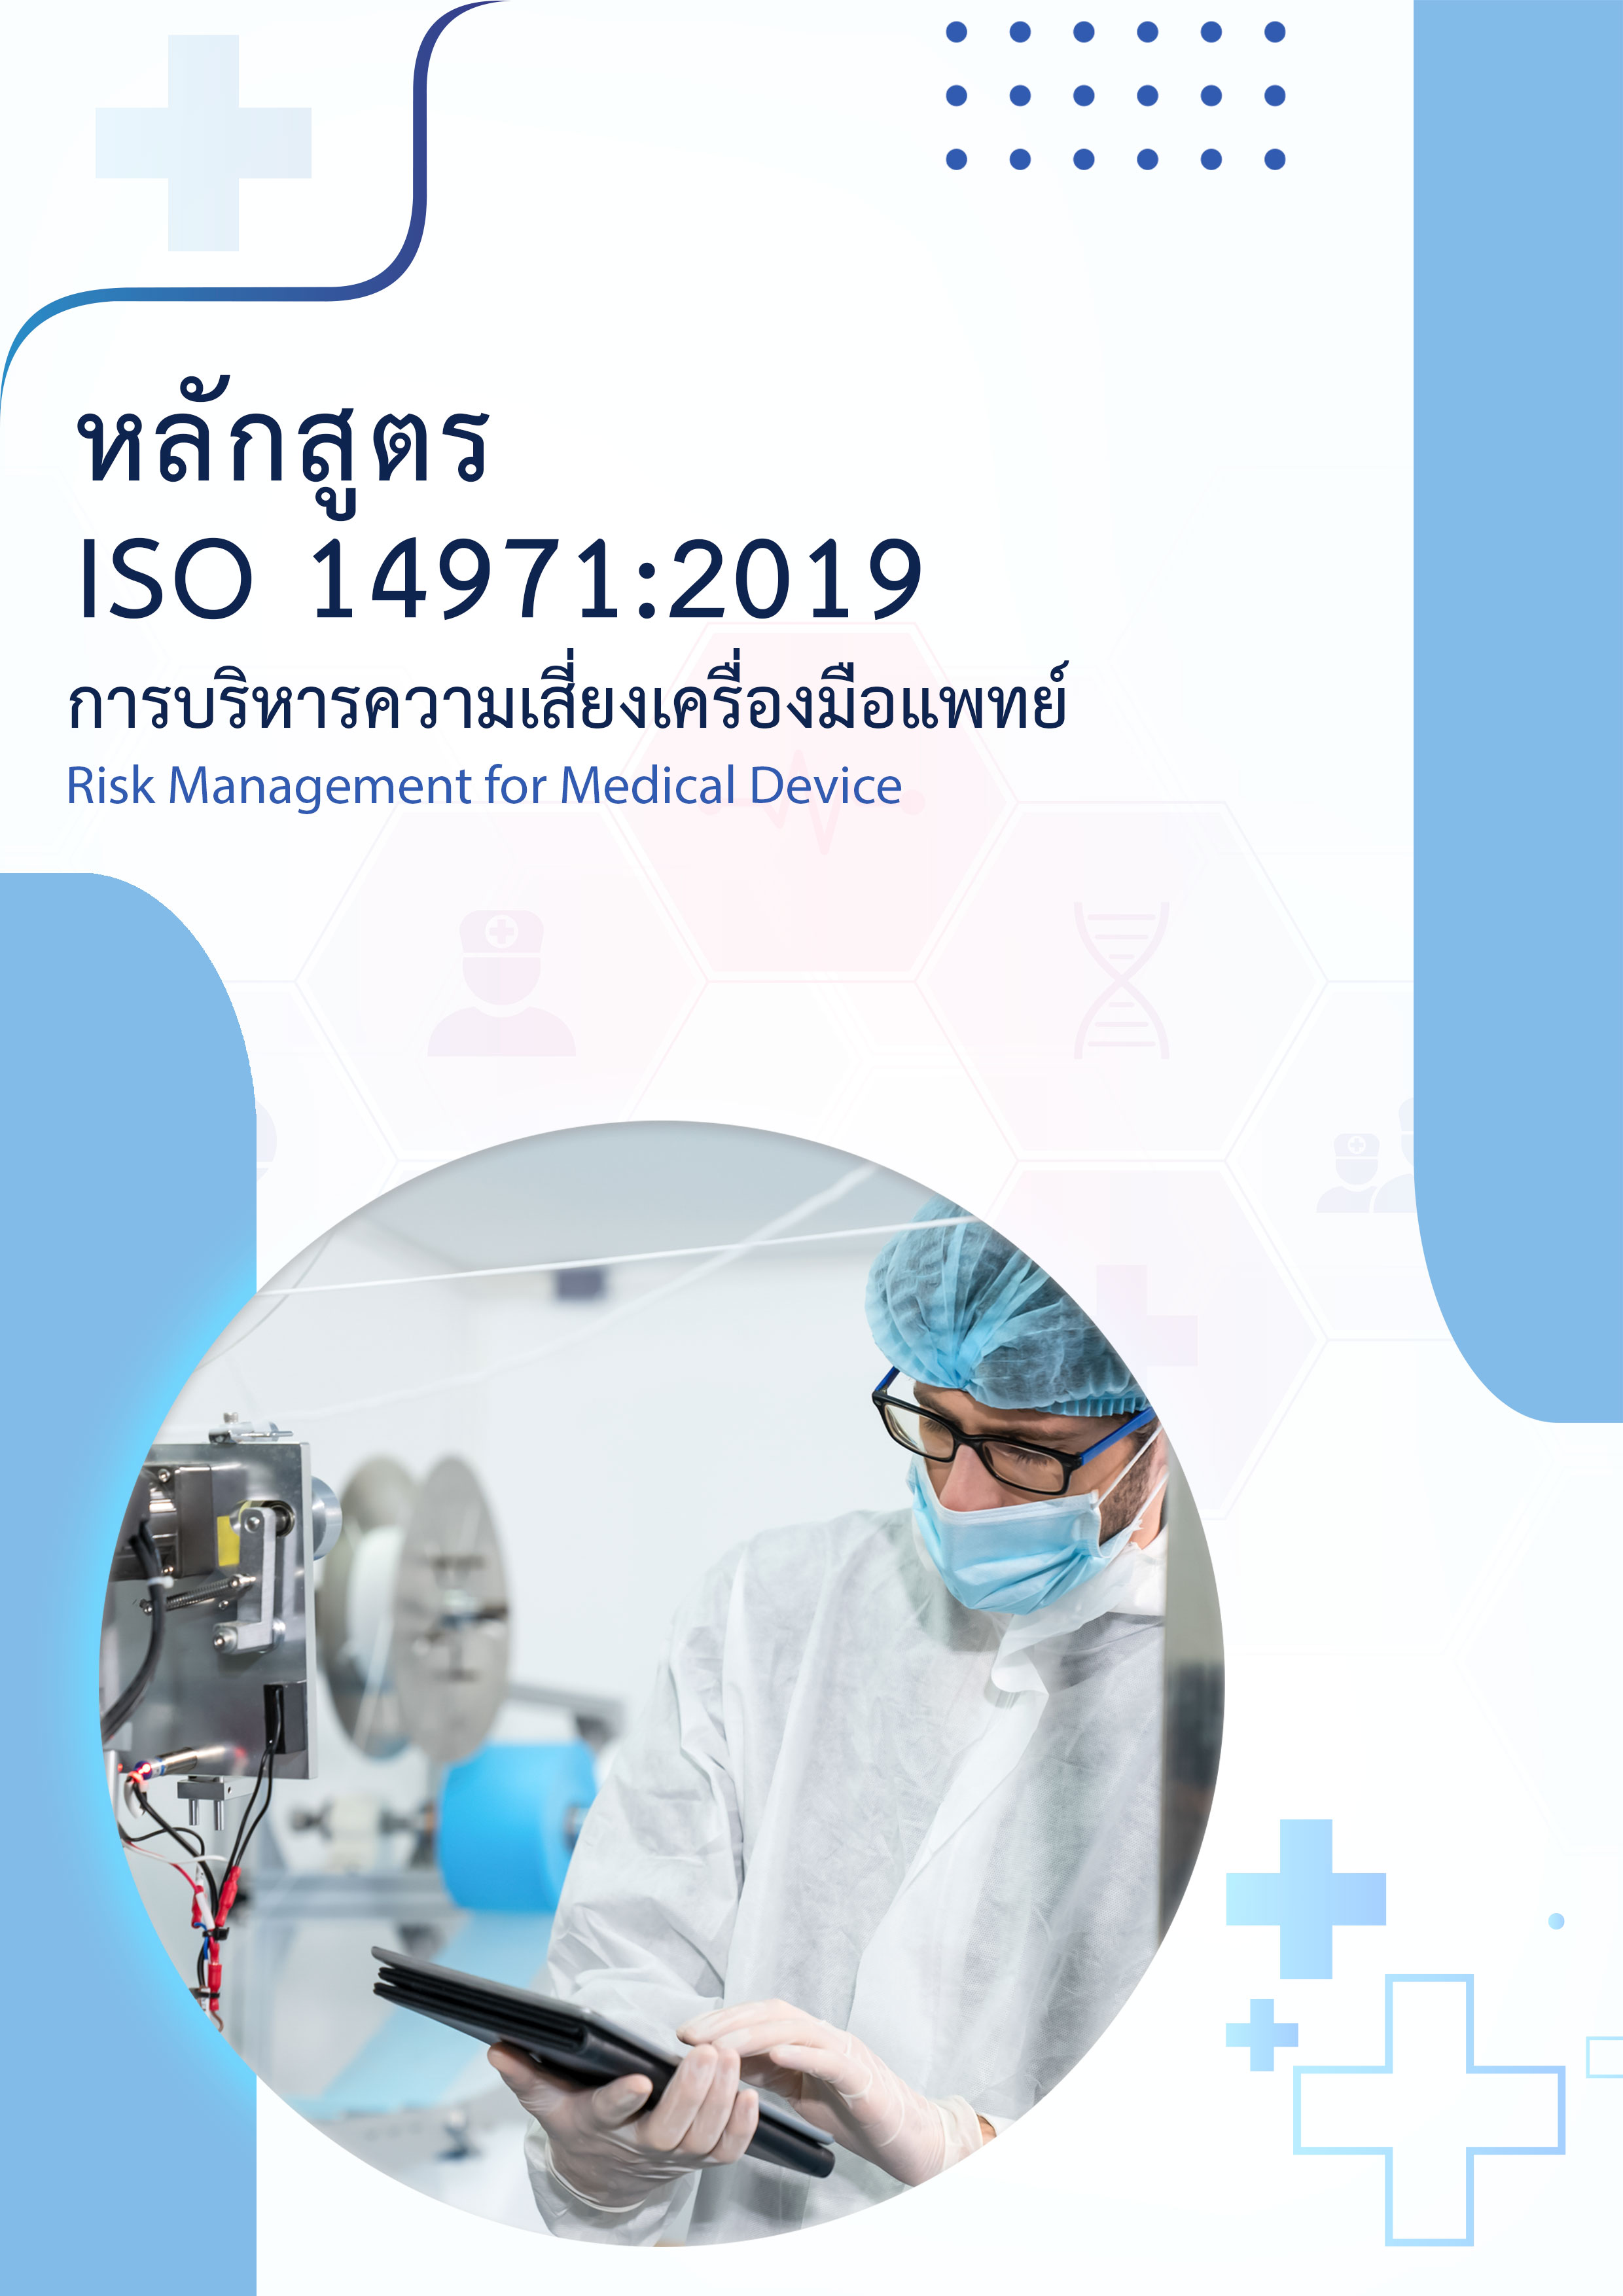 หลักสูตร
ISO 14971:2019
การบริหารความเสี่ยงเครื่องมือแพทย์
Risk Management for Medical Device